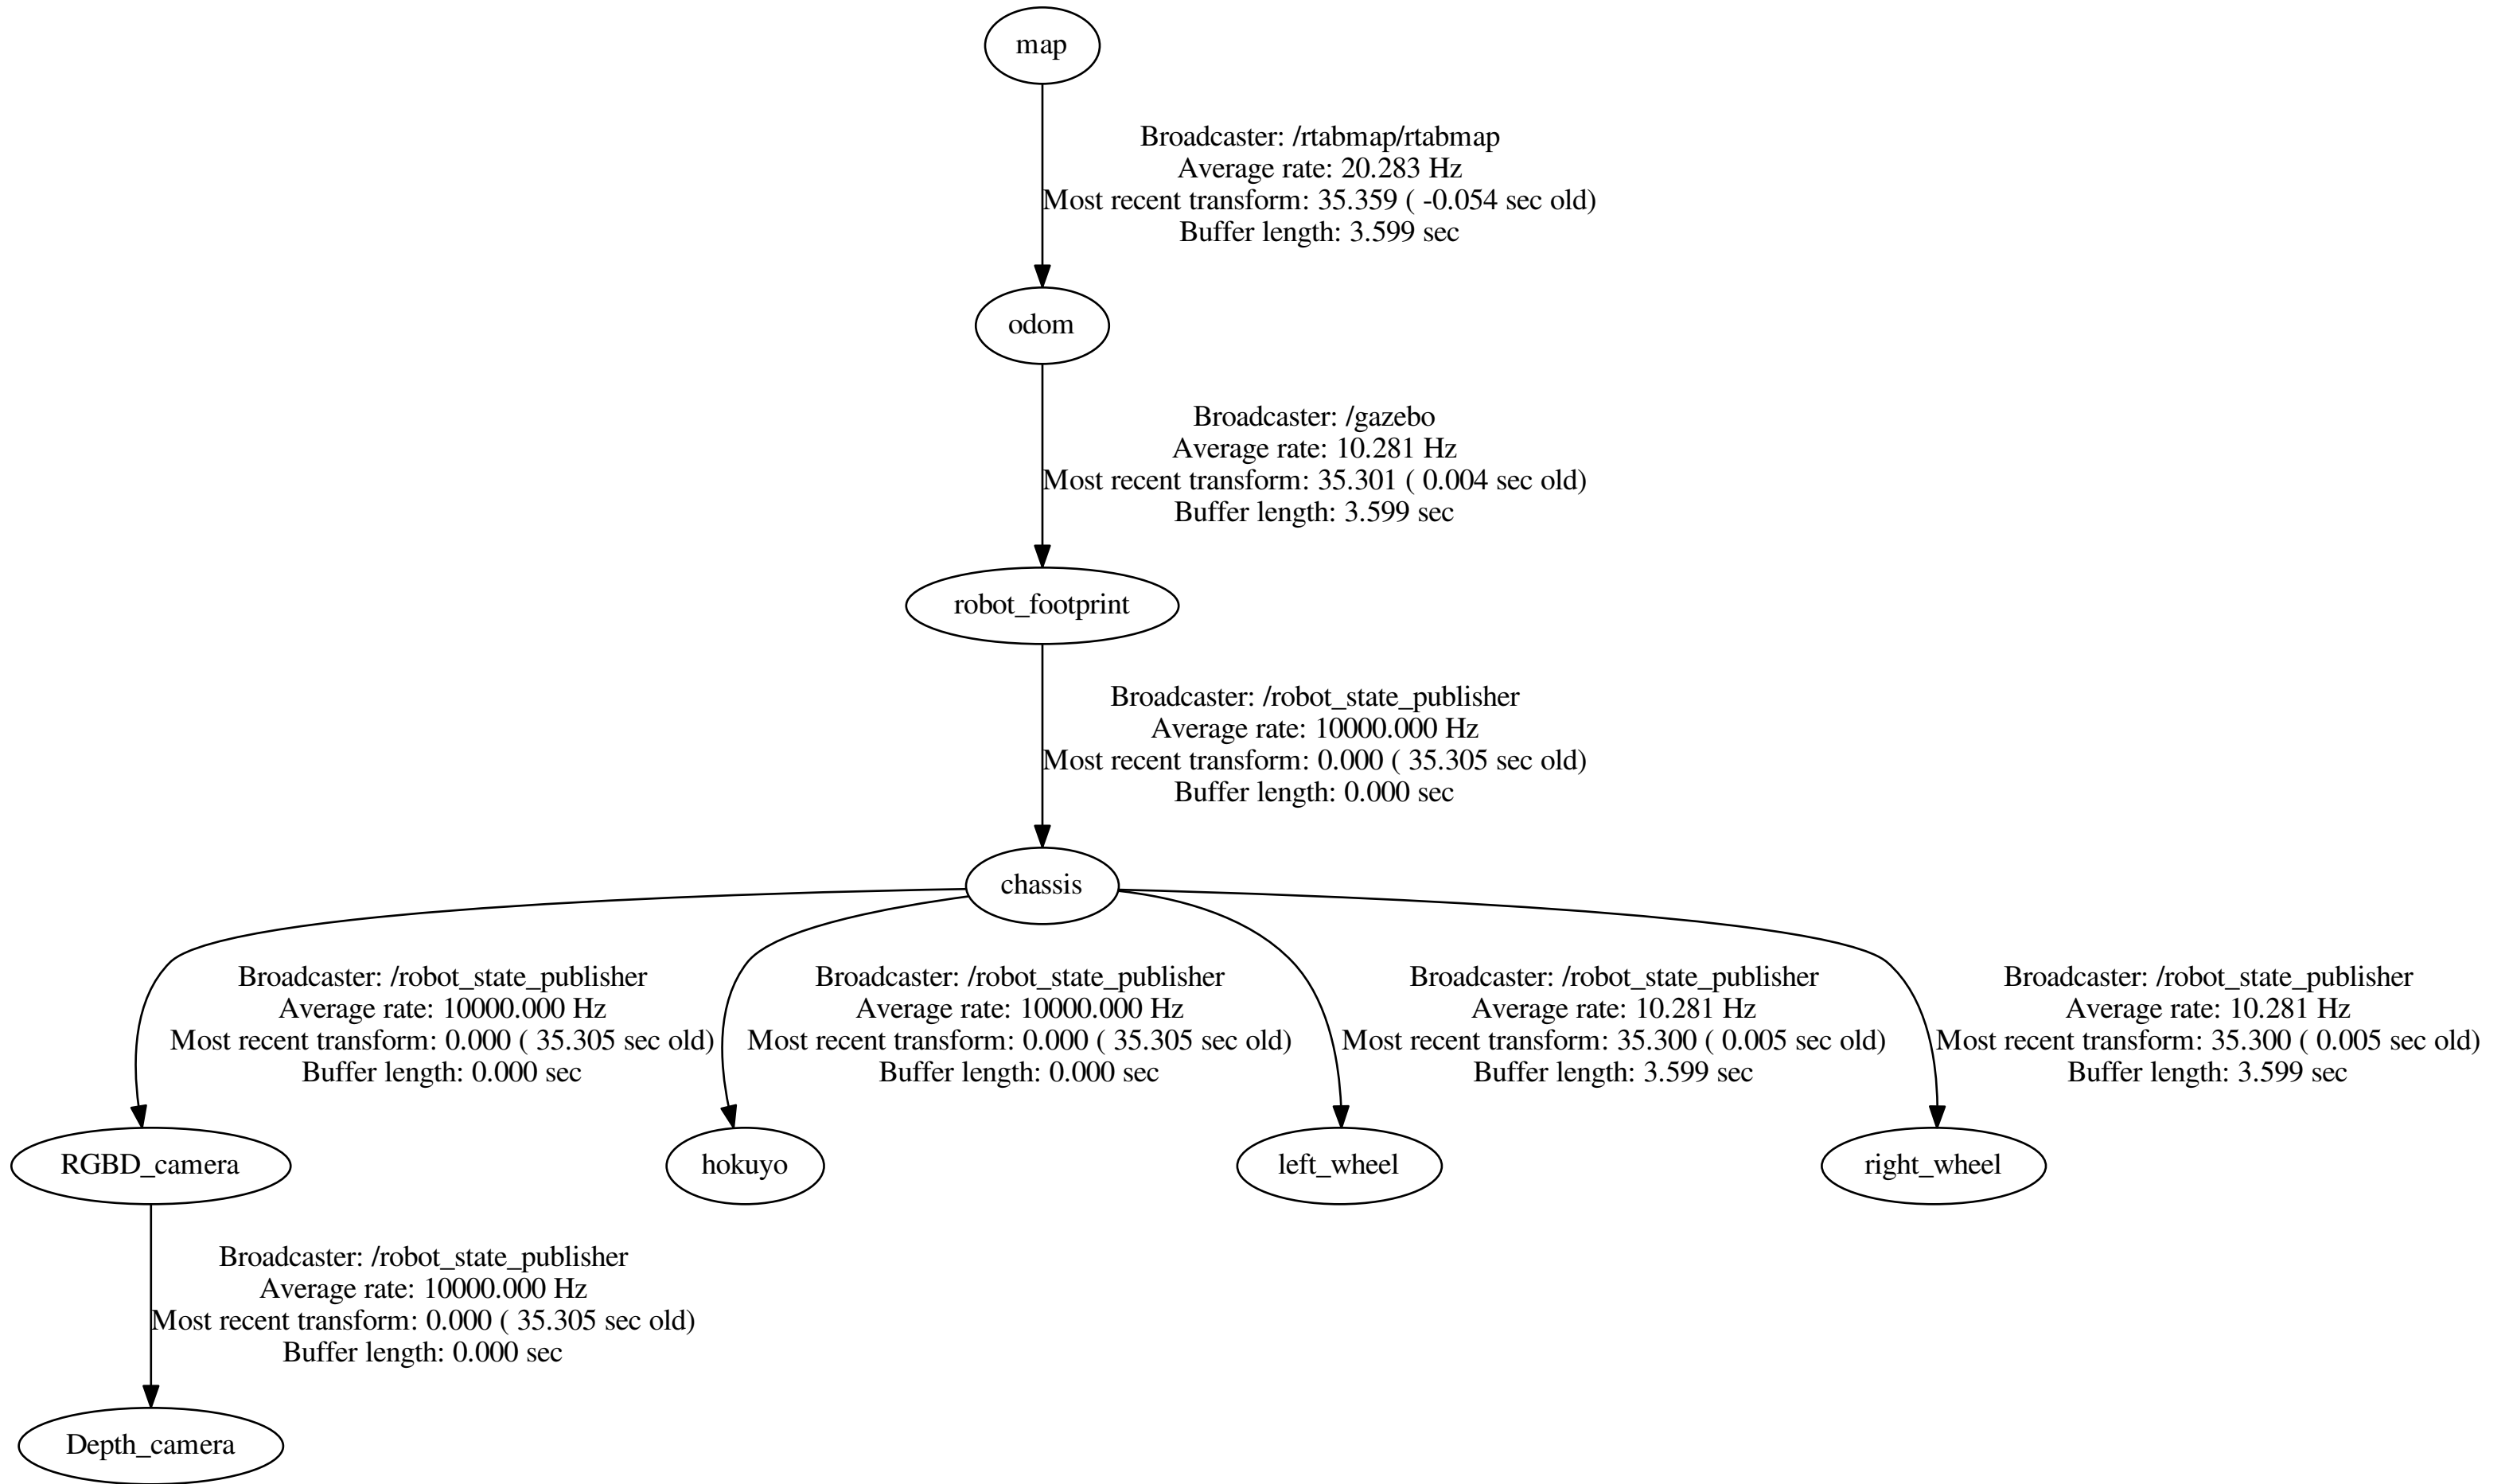 map
Broadcaster: /rtabmap/rtabmap
Average rate: 20.283 Hz
Most recent transform: 35.359 ( -0.054 sec old)
Buffer length: 3.599 sec
odom
Broadcaster: /gazebo
Average rate: 10.281 Hz
Most recent transform: 35.301 ( 0.004 sec old)
Buffer length: 3.599 sec
robot_footprint
Broadcaster: /robot_state_publisher
Average rate: 10000.000 Hz
Most recent transform: 0.000 ( 35.305 sec old)
Buffer length: 0.000 sec
chassis
Broadcaster: /robot_state_publisher
Average rate: 10000.000 Hz
Most recent transform: 0.000 ( 35.305 sec old)
Buffer length: 0.000 sec
Broadcaster: /robot_state_publisher
Average rate: 10000.000 Hz
Most recent transform: 0.000 ( 35.305 sec old)
Buffer length: 0.000 sec
Broadcaster: /robot_state_publisher
Average rate: 10.281 Hz
Most recent transform: 35.300 ( 0.005 sec old)
Buffer length: 3.599 sec
Broadcaster: /robot_state_publisher
Average rate: 10.281 Hz
Most recent transform: 35.300 ( 0.005 sec old)
Buffer length: 3.599 sec
RGBD_camera
hokuyo
left_wheel
right_wheel
Broadcaster: /robot_state_publisher
Average rate: 10000.000 Hz
Most recent transform: 0.000 ( 35.305 sec old)
Buffer length: 0.000 sec
Depth_camera